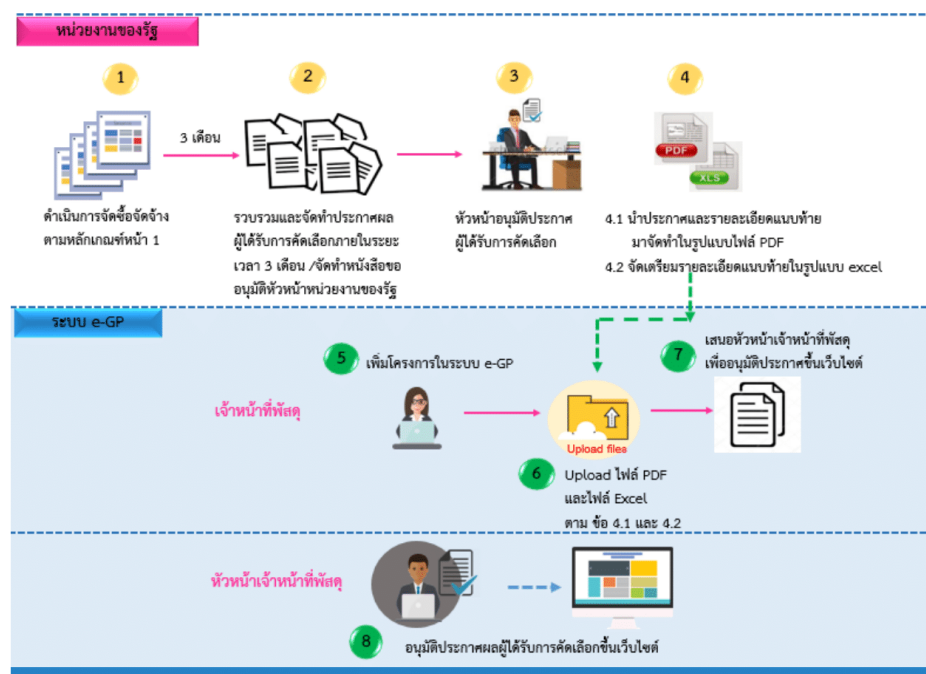 หน่วยงานของรัฐ
1
2
3
4
3 เดือน
PDF
XLS
ดำเนินการจัดซื้อจัดจ้าง
ตามหลักเกณฑ์หน้า 1
รวบรวมและจัดทำประกาศผล
ผู้ได้รับการคัดเลือกภายในระยะ
เวลา 3 เดือน /จัดทำหนังสือขอ
อนุมัติหัวหน้าหน่วยงานของรัฐ
หัวหน้าอนุมัติประกาศ
ผู้ได้รับการคัดเลือก
4.1 นำประกาศและรายละเอียดแนบท้าย
มาจัดทำในรูปแบบไฟล์ PDF
4.2 จัดเตรียมรายละเอียดแนบท้ายในรูปแบบ excel
ระบบ e-GP
5
เพิ่มโครงการในระบบ e-GP
7
เสนอหัวหน้าเจ้าหน้าที่พัสดุ
เพื่ออนุมัติประกาศขึ้นเว็บไซต์
เจ้าหน้าที่พัสดุ
Upload files
6
Upload ไฟล์ PDF
และไฟล์ Excel
ตาม ข้อ 4.1 และ 4.2
หัวหน้าเจ้าหน้าที่พัสดุ
8
อนุมัติประกาศผลผู้ได้รับการคัดเลือกขึ้นเว็บไซต์